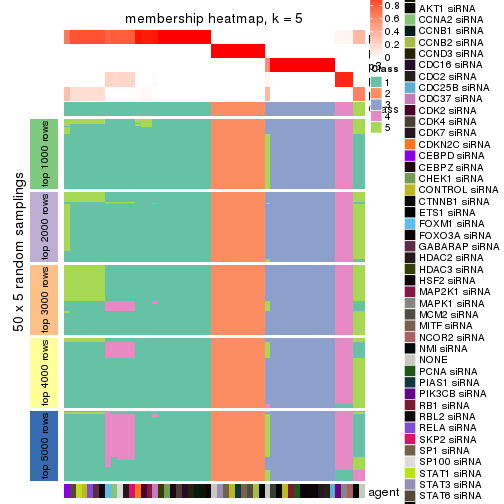 membership heatmap, k = 5
50 x 5 random samplings
top 1000 rows
top 2000 rows
top 3000 rows
top 4000 rows
top 5000 rows
0.8
0.6
0.4
0.2
0
Class
1
2
3
4
5
agent
AKT1 siRNA
CCNA2 siRNA
CCNB1 siRNA
CCNB2 siRNA
CCND3 siRNA
CDC16 siRNA
CDC2 siRNA
CDC25B siRNA
CDC37 siRNA
CDK2 siRNA
CDK4 siRNA
CDK7 siRNA
CDKN2C siRNA
CEBPD siRNA
CEBPZ siRNA
CHEK1 siRNA
CONTROL siRNA
CTNNB1 siRNA
ETS1 siRNA
FOXM1 siRNA
FOXO3A siRNA
GABARAP siRNA
HDAC2 siRNA
HDAC3 siRNA
HSF2 siRNA
MAP2K1 siRNA
MAPK1 siRNA
MCM2 siRNA
MITF siRNA
NCOR2 siRNA
NMI siRNA
NONE
PCNA siRNA
PIAS1 siRNA
PIK3CB siRNA
RB1 siRNA
RBL2 siRNA
RELA siRNA
SKP2 siRNA
SP1 siRNA
SP100 siRNA
STAT1 siRNA
STAT3 siRNA
STAT6 siRNA